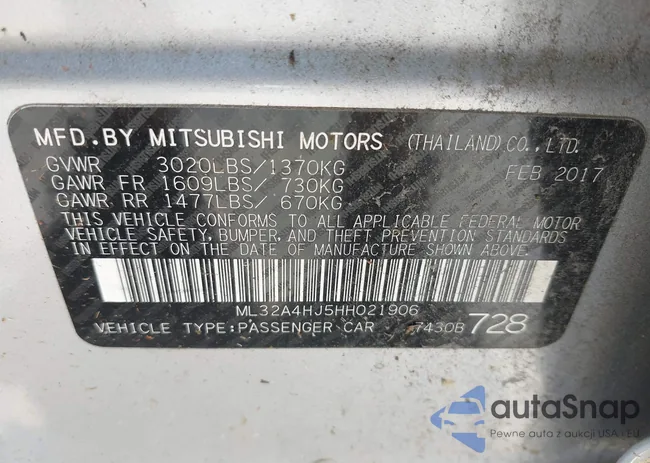 MFD.BY MITSUBISHI MOTORS (THAILAND)CO.,LTD.
GVWR 3020LBS/1370KG FEB 2017
GAWR FR 1609LBS/ 730KG
GAWR RR 1477LBS/ 670KG
THIS VEHICLE CONFORMS TO ALL APPLICABLE FEDERAL MOTOR
VEHICLE SAFETY, BUMPER, AND THEFT PREVENTION STANDARDS
IN EFFECT ON THE DATE OF MANUFACTURE SHOWN ABOVE.
ML32A4HJ5HH021906
VEHICLE TYPE:PASSENGER CAR 7430B 728
autaSnap
Pewne auta z aukcji USA i EU